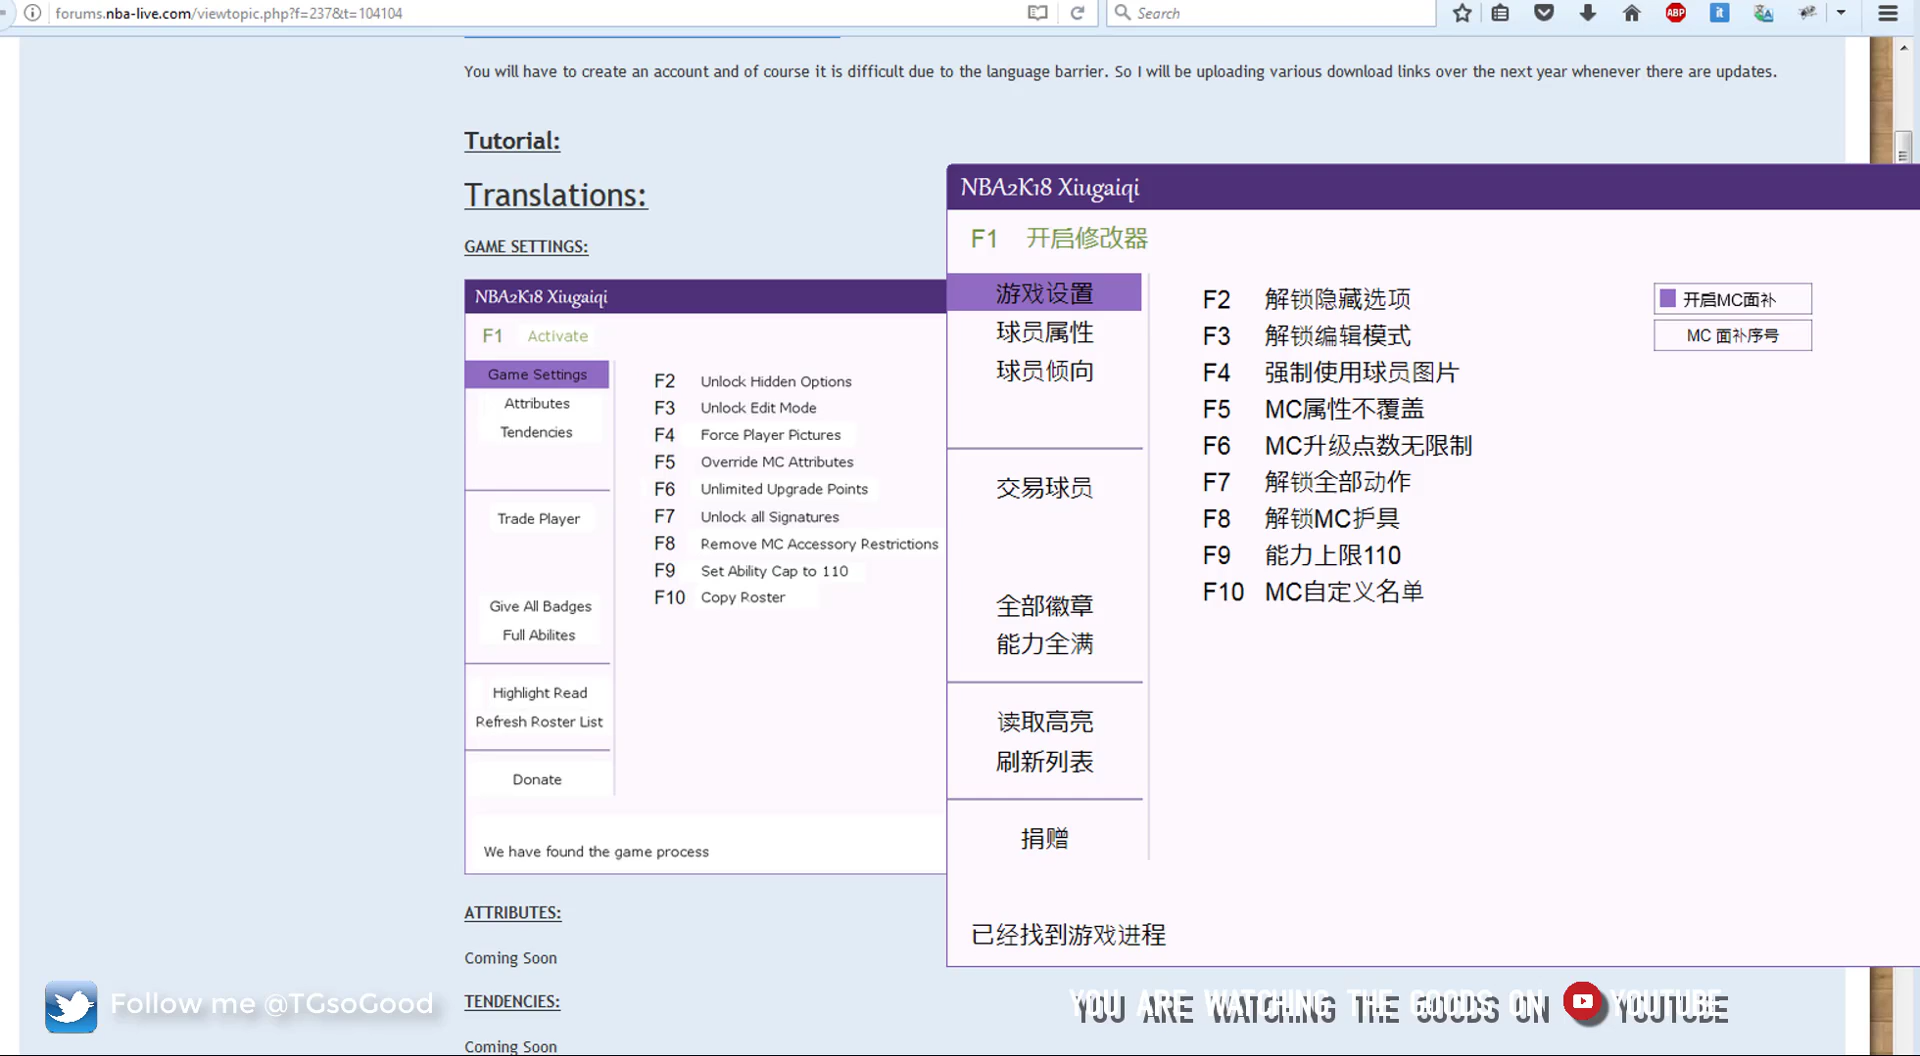 forums.nba-live.com/viewtopic.php?f=237&t=104104
Search
ABP
it
You will have to create an account and of course it is difficult due to the language barrier. So I will be uploading various download links over the next year whenever there are updates.
Tutorial:
Translations:
GAME SETTINGS:
NBA2K18 Xiugaiqi
F1 Activate
Game Settings
Attributes
Tendencies
Trade Player
Give All Badges
Full Abilites
Highlight Read
Refresh Roster List
Donate
F2 Unlock Hidden Options
F3 Unlock Edit Mode
F4 Force Player Pictures
F5 Override MC Attributes
F6 Unlimited Upgrade Points
F7 Unlock all Signatures
F8 Remove MC Accessory Restrictions
F9 Set Ability Cap to 110
F10 Copy Roster
We have found the game process
NBA2K18 Xiugaiqi
F1 开启修改器
游戏设置
球员属性
球员倾向
交易球员
全部徽章
能力全满
读取高亮
刷新列表
捐赠
F2 解锁隐藏选项
F3 解锁编辑模式
F4 强制使用球员图片
F5 MC属性不覆盖
F6 MC升级点数无限制
F7 解锁全部动作
F8 解锁MC护具
F9 能力上限110
F10 MC自定义名单
开启MC面补
MC 面补序号
已经找到游戏进程
ATTRIBUTES:
Coming Soon
TENDENCIES:
Coming Soon
Follow me @TGsoGood
YOU ARE WATCHING THE GOODS ON YOUTUBE